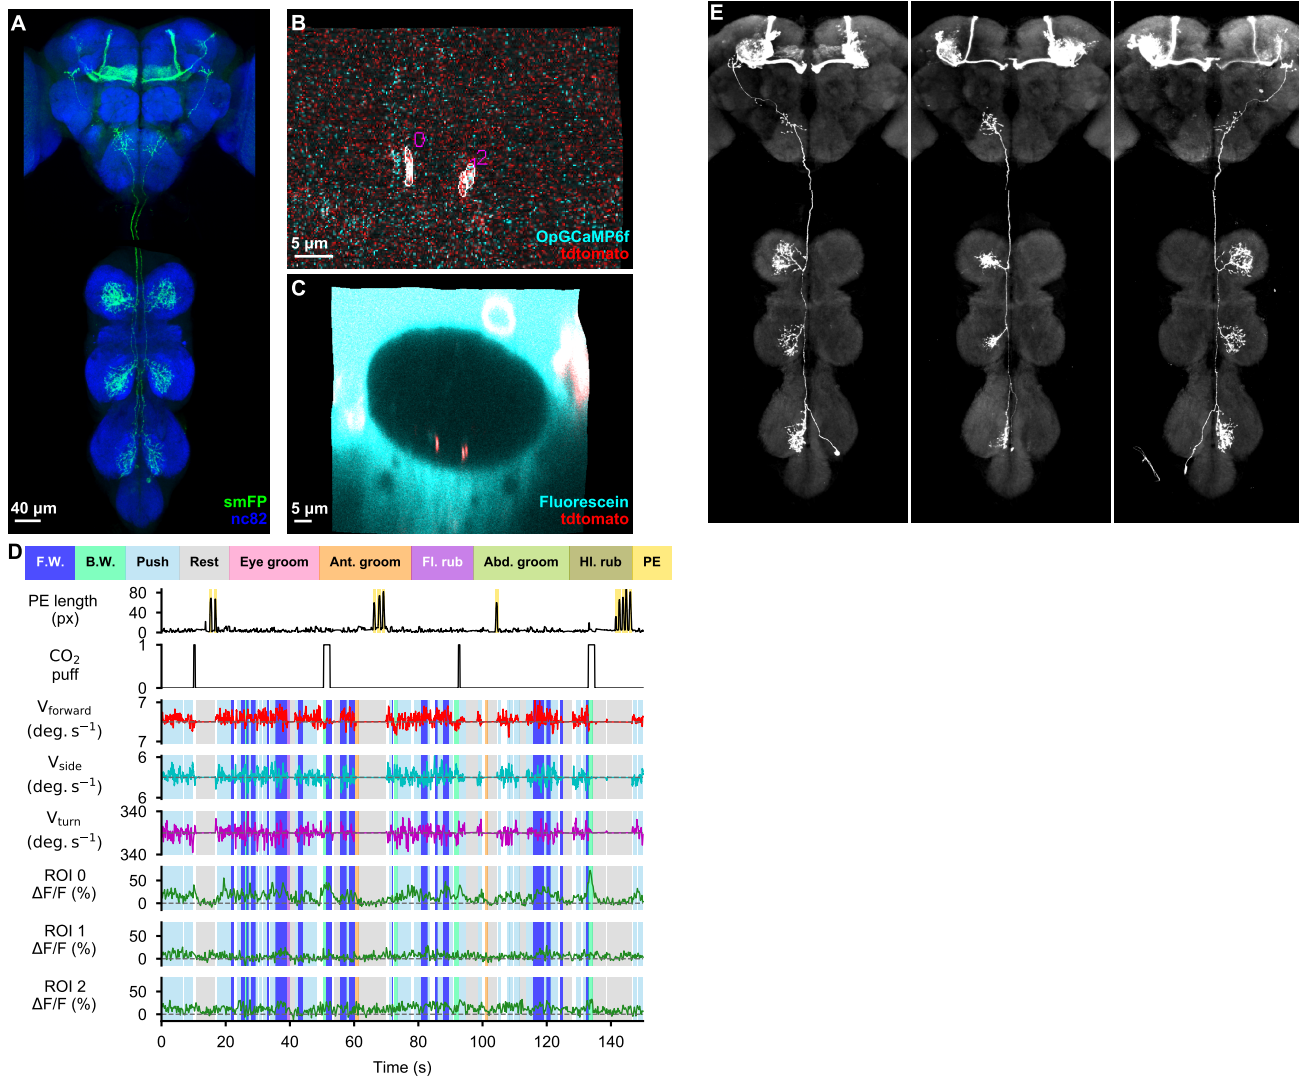 A
smFP
nc82
40 µm
B
0
2
OpGCaMP6f
tdtomato
5 µm
C
Fluorescein
tdtomato
5 µm
E
D
F.W. B.W. Push Rest Eye groom Ant. groom Fl. rub Abd. groom Hl. rub PE
PE length
(px)
80
40
0
CO₂
puff
1
0
V forward
(deg. s⁻¹)
7
7
V side
(deg. s⁻¹)
6
6
V turn
(deg. s⁻¹)
340
340
ROI 0
ΔF/F (%)
50
0
ROI 1
ΔF/F (%)
50
0
ROI 2
ΔF/F (%)
50
0
0 20 40 60 80 100 120 140
Time (s)